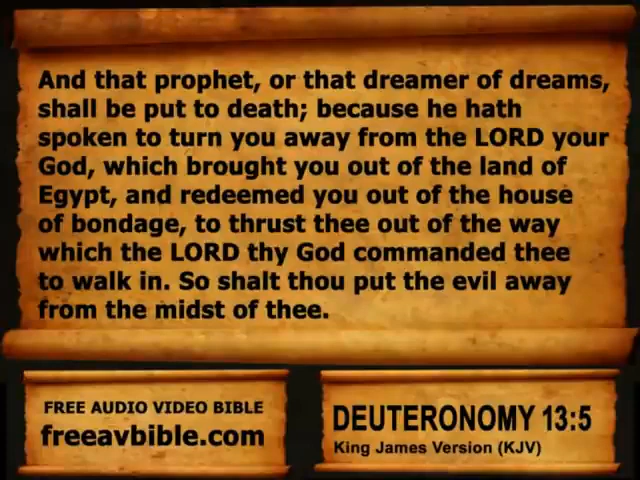 And that prophet, or that dreamer of dreams,
shall be put to death; because he hath
spoken to turn you away from the LORD your
God, which brought you out of the land of
Egypt, and redeemed you out of the house
of bondage, to thrust thee out of the way
which the LORD thy God commanded thee
to walk in. So shalt thou put the evil away
from the midst of thee.
FREE AUDIO VIDEO BIBLE
freeavbible.com
DEUTERONOMY 13:5
King James Version (KJV)